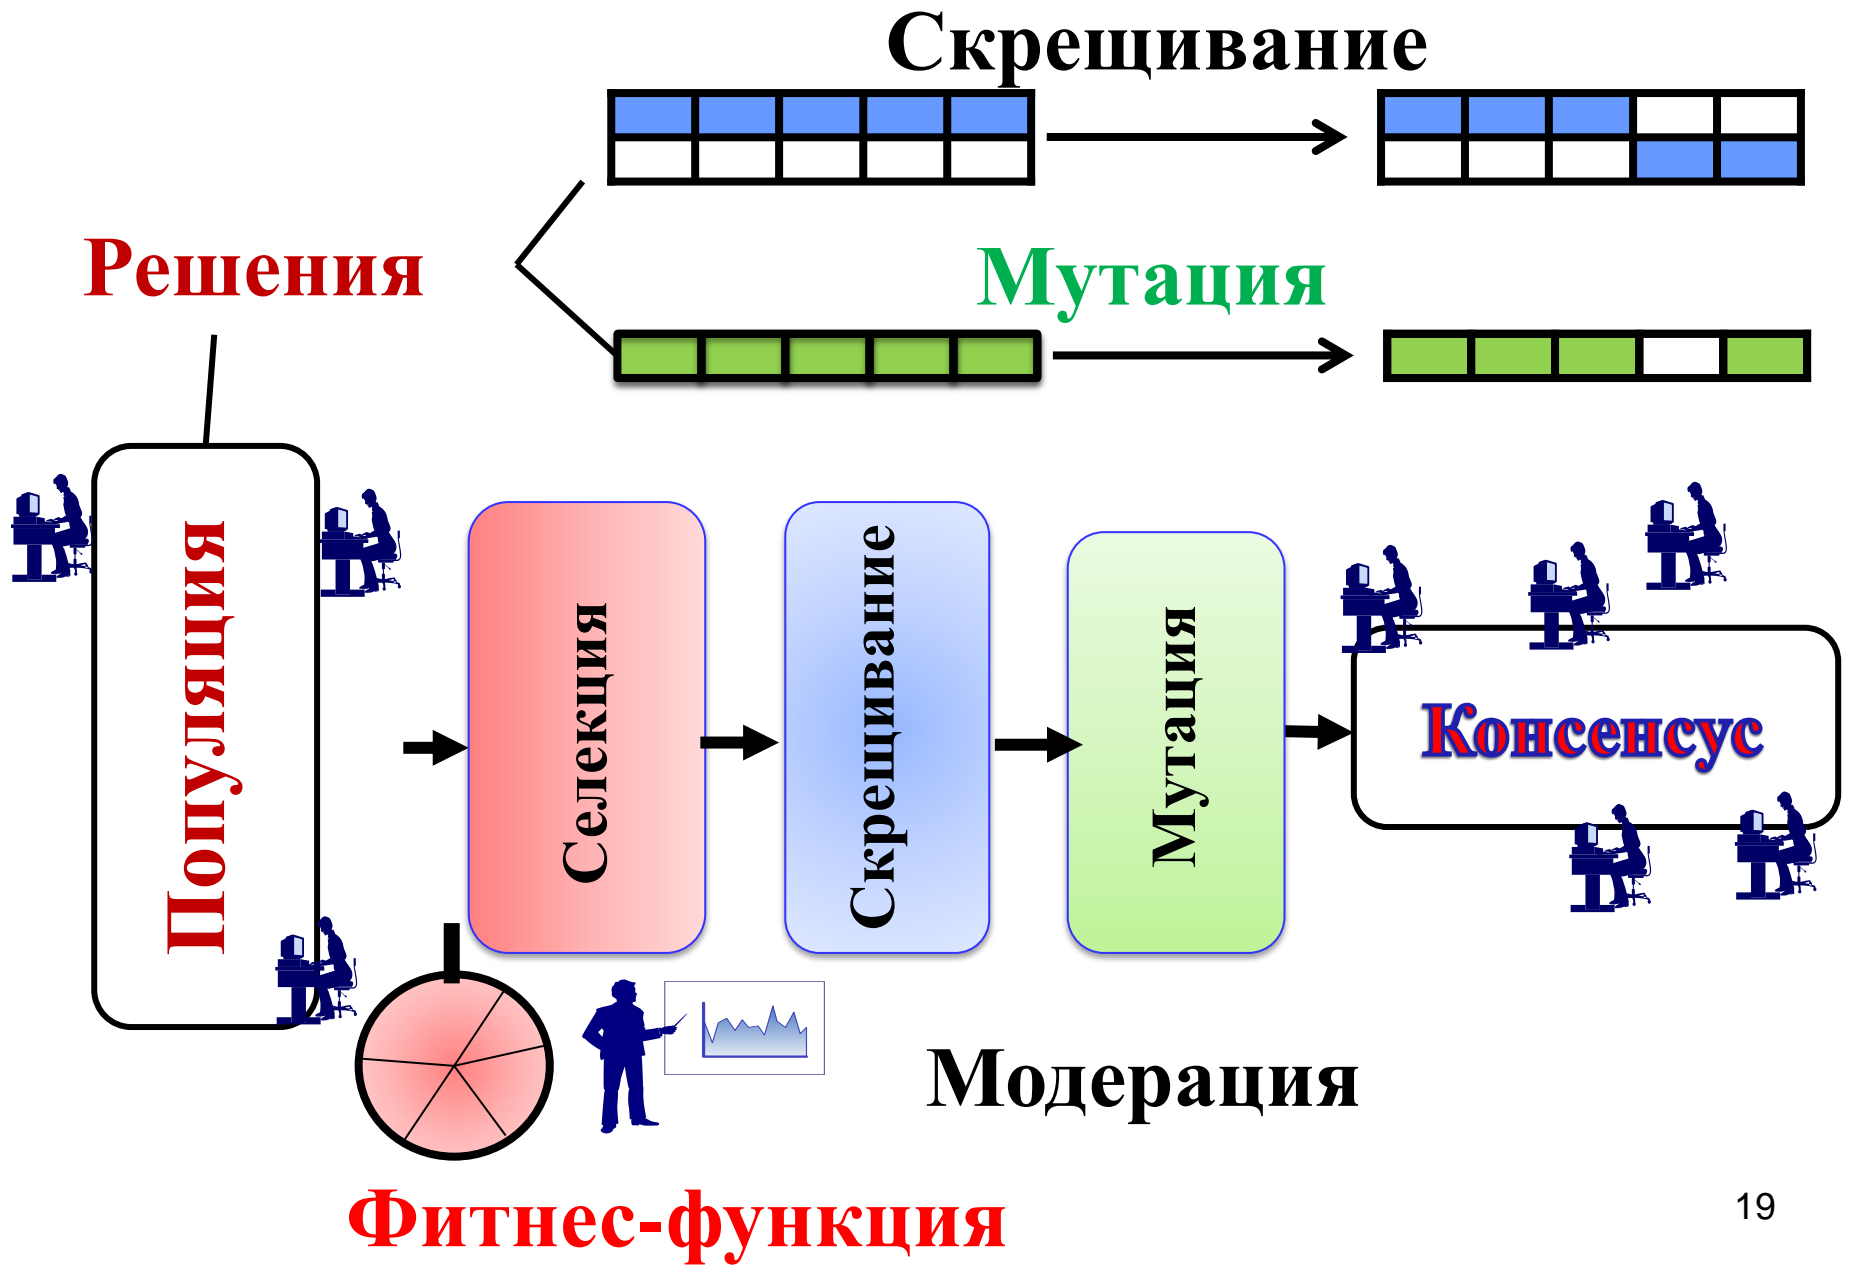 Скрещивание
Решения
Мутация
Популяция
Селекция
Скрещивание
Мутация
Консенсус
Модерация
Фитнес-функция
19